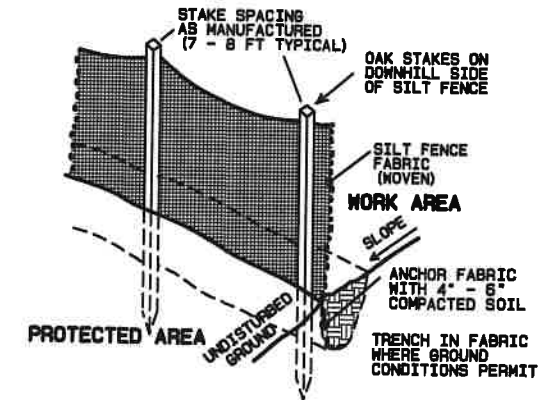 STAKE SPACING
AS MANUFACTURED
(7 - 8 FT TYPICAL)
OAK STAKES ON
DOWNHILL SIDE
OF SILT FENCE
SILT FENCE
FABRIC
(WOVEN)
WORK AREA
SLOPE
ANCHOR FABRIC
WITH 4" - 6"
COMPACTED SOIL
UNDISTURBED
GROUND
PROTECTED AREA
TRENCH IN FABRIC
WHERE GROUND
CONDITIONS PERMIT